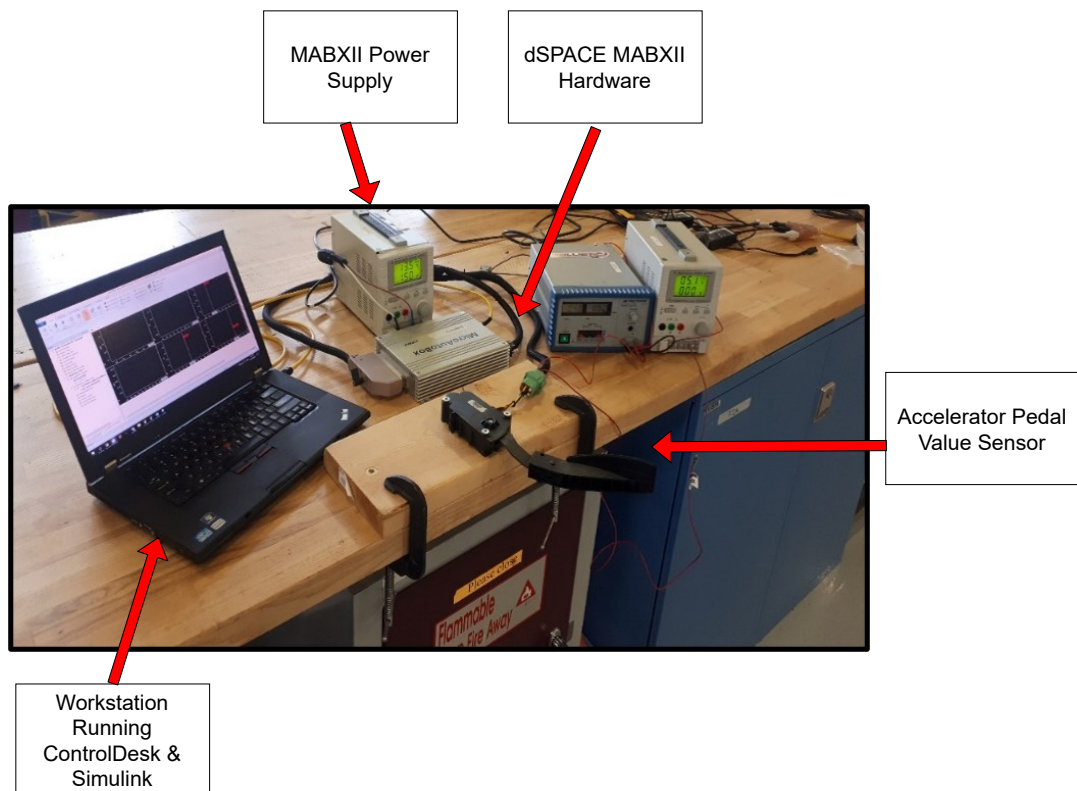 MABXII Power
Supply
dSPACE MABXII
Hardware
Accelerator Pedal
Value Sensor
MicroAutoBox
Please close
Flammable
Fire Away
Workstation
Running
ControlDesk &
Simulink